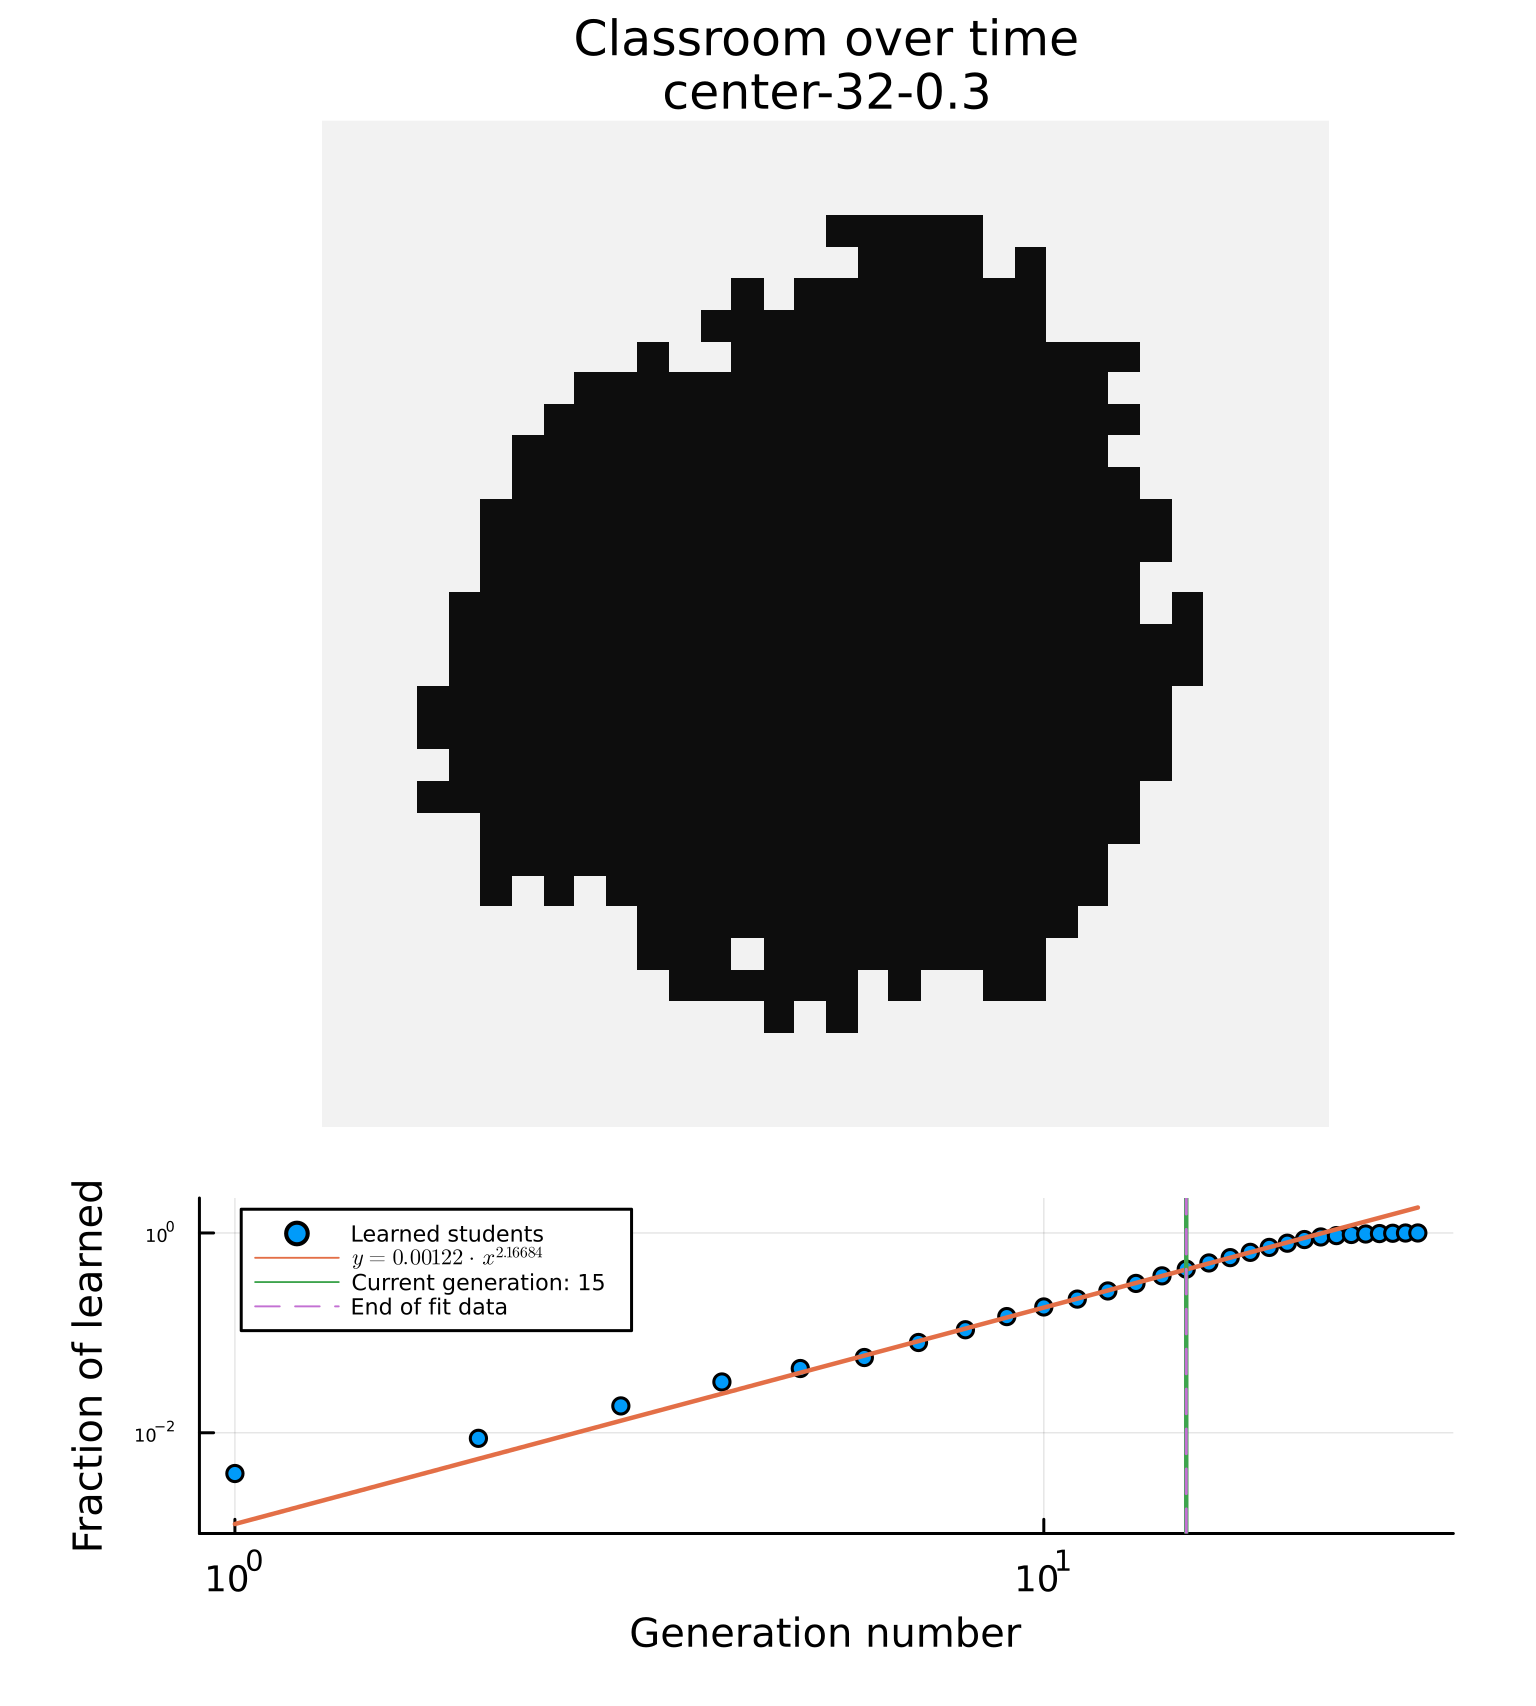 Classroom over time
center-32-0.3
Fraction of learned
10⁰
10⁻²
Learned students
y = 0.00122 · x^2.16684
Current generation: 15
End of fit data
10⁰
10¹
Generation number